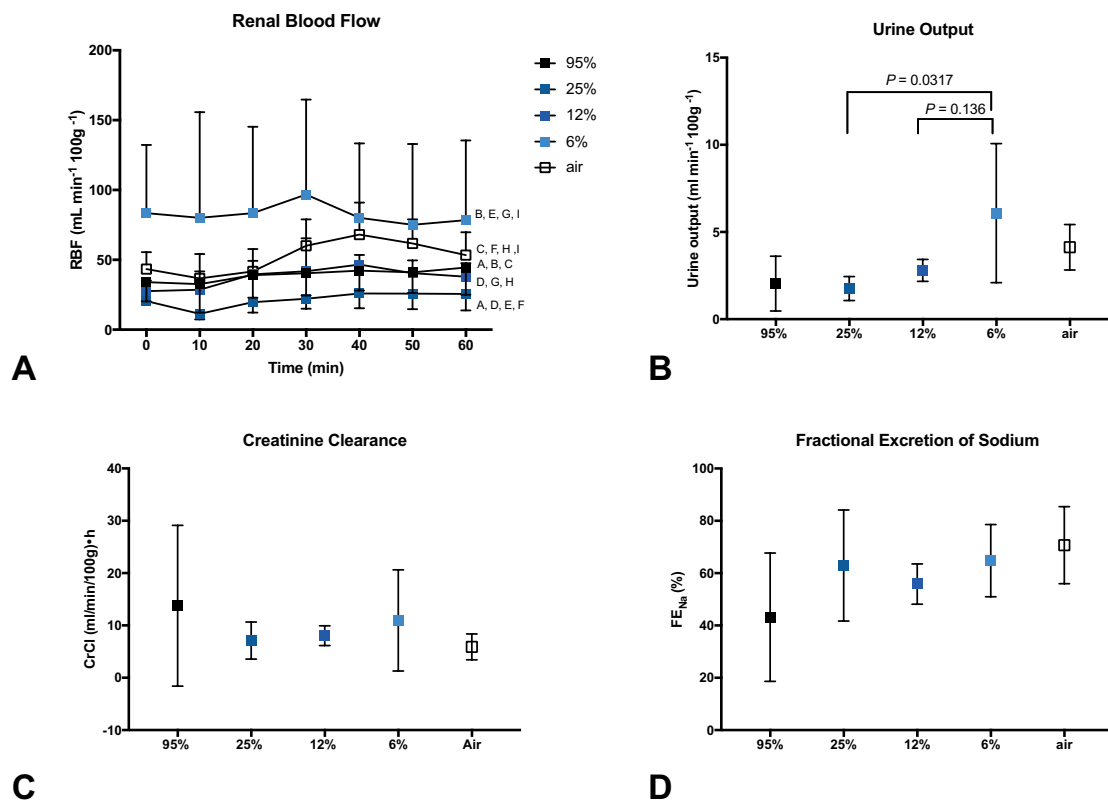 Renal Blood Flow
200
150
100
50
0
RBF (mL min⁻¹ 100g⁻¹)
0 10 20 30 40 50 60
Time (min)
95%
25%
12%
6%
air
B, E, G, I
C, F, H ,I
A, B, C
D, G, H
A, D, E, F
A
Urine Output
15
10
5
0
Urine output (ml min⁻¹ 100g⁻¹)
P = 0.0317
P = 0.136
95% 25% 12% 6% air
B
Creatinine Clearance
40
30
20
10
0
-10
CrCl (ml/min/100g)•h
95% 25% 12% 6% Air
C
Fractional Excretion of Sodium
100
80
60
40
20
0
FE_Na (%)
95% 25% 12% 6% air
D